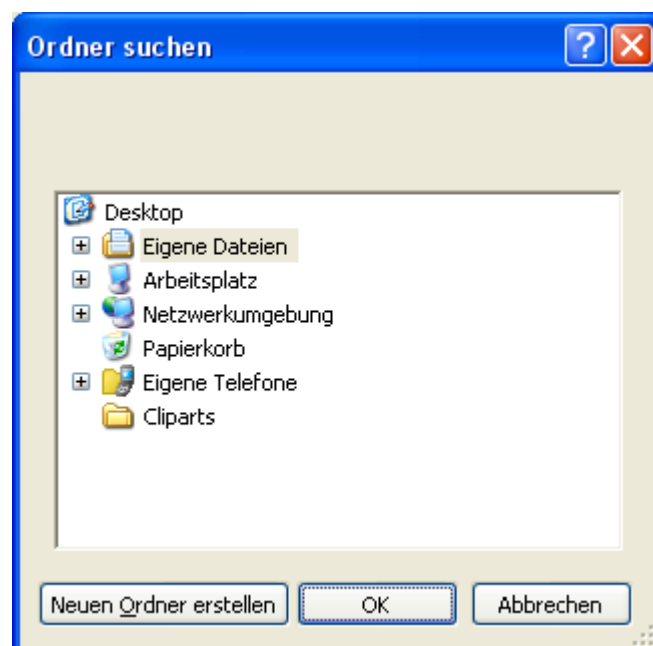 Ordner suchen
Desktop
Eigene Dateien
Arbeitsplatz
Netzwerkumgebung
Papierkorb
Eigene Telefone
Cliparts
Neuen Ordner erstellen OK Abbrechen